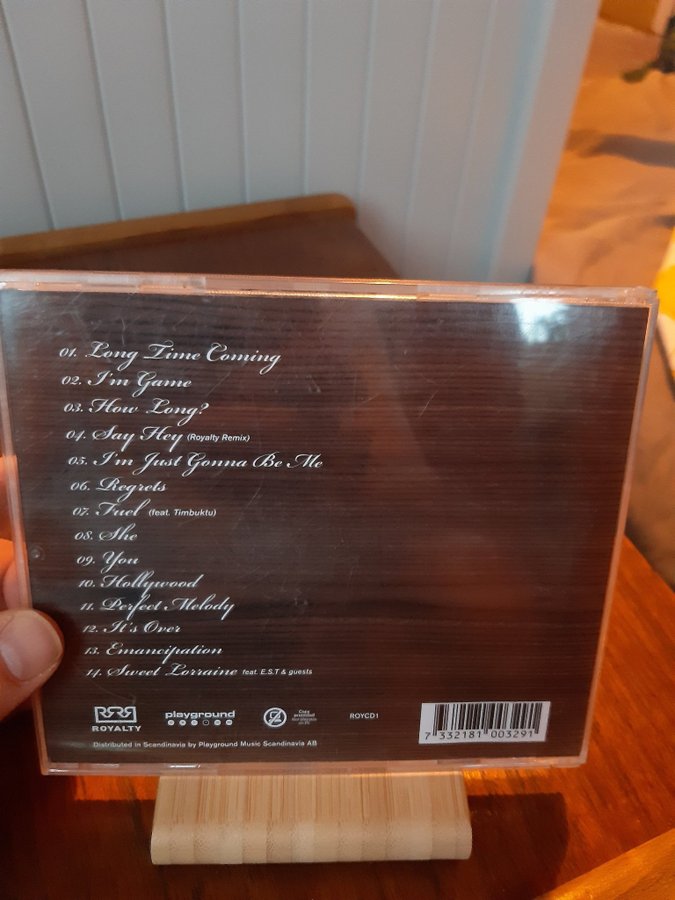 01. Long Time Coming
02. I'm Game
03. How Long?
04. Say Hey (Royalty Remix)
05. I'm Just Gonna Be Me
06. Regrets
07. Fuel (feat. Timbuktu)
08. She
09. You
10. Hollywood
11. Perfect Melody
12. It's Over
13. Emancipation
14. Sweet Lorraine feat. E.S.T & guests
RRR
ROYALTY
playground
ROYCD1
7 332181 003291
Distributed in Scandinavia by Playground Music Scandinavia AB